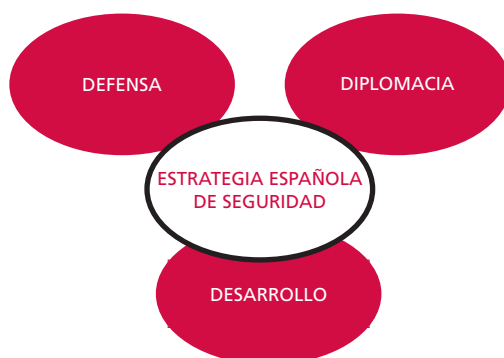 DEFENSA
DIPLOMACIA
ESTRATEGIA ESPAÑOLA
DE SEGURIDAD
DESARROLLO